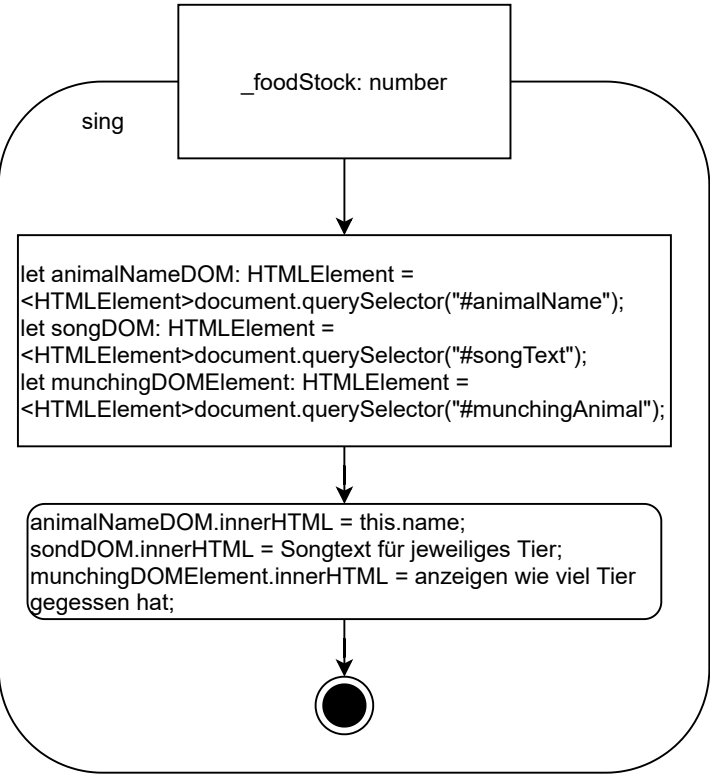 _foodStock: number
sing
let animalNameDOM: HTMLElement =
<HTMLElement>document.querySelector("#animalName");
let songDOM: HTMLElement =
<HTMLElement>document.querySelector("#songText");
let munchingDOMElement: HTMLElement =
<HTMLElement>document.querySelector("#munchingAnimal");
animalNameDOM.innerHTML = this.name;
sondDOM.innerHTML = Songtext für jeweiliges Tier;
munchingDOMElement.innerHTML = anzeigen wie viel Tier
gegessen hat;